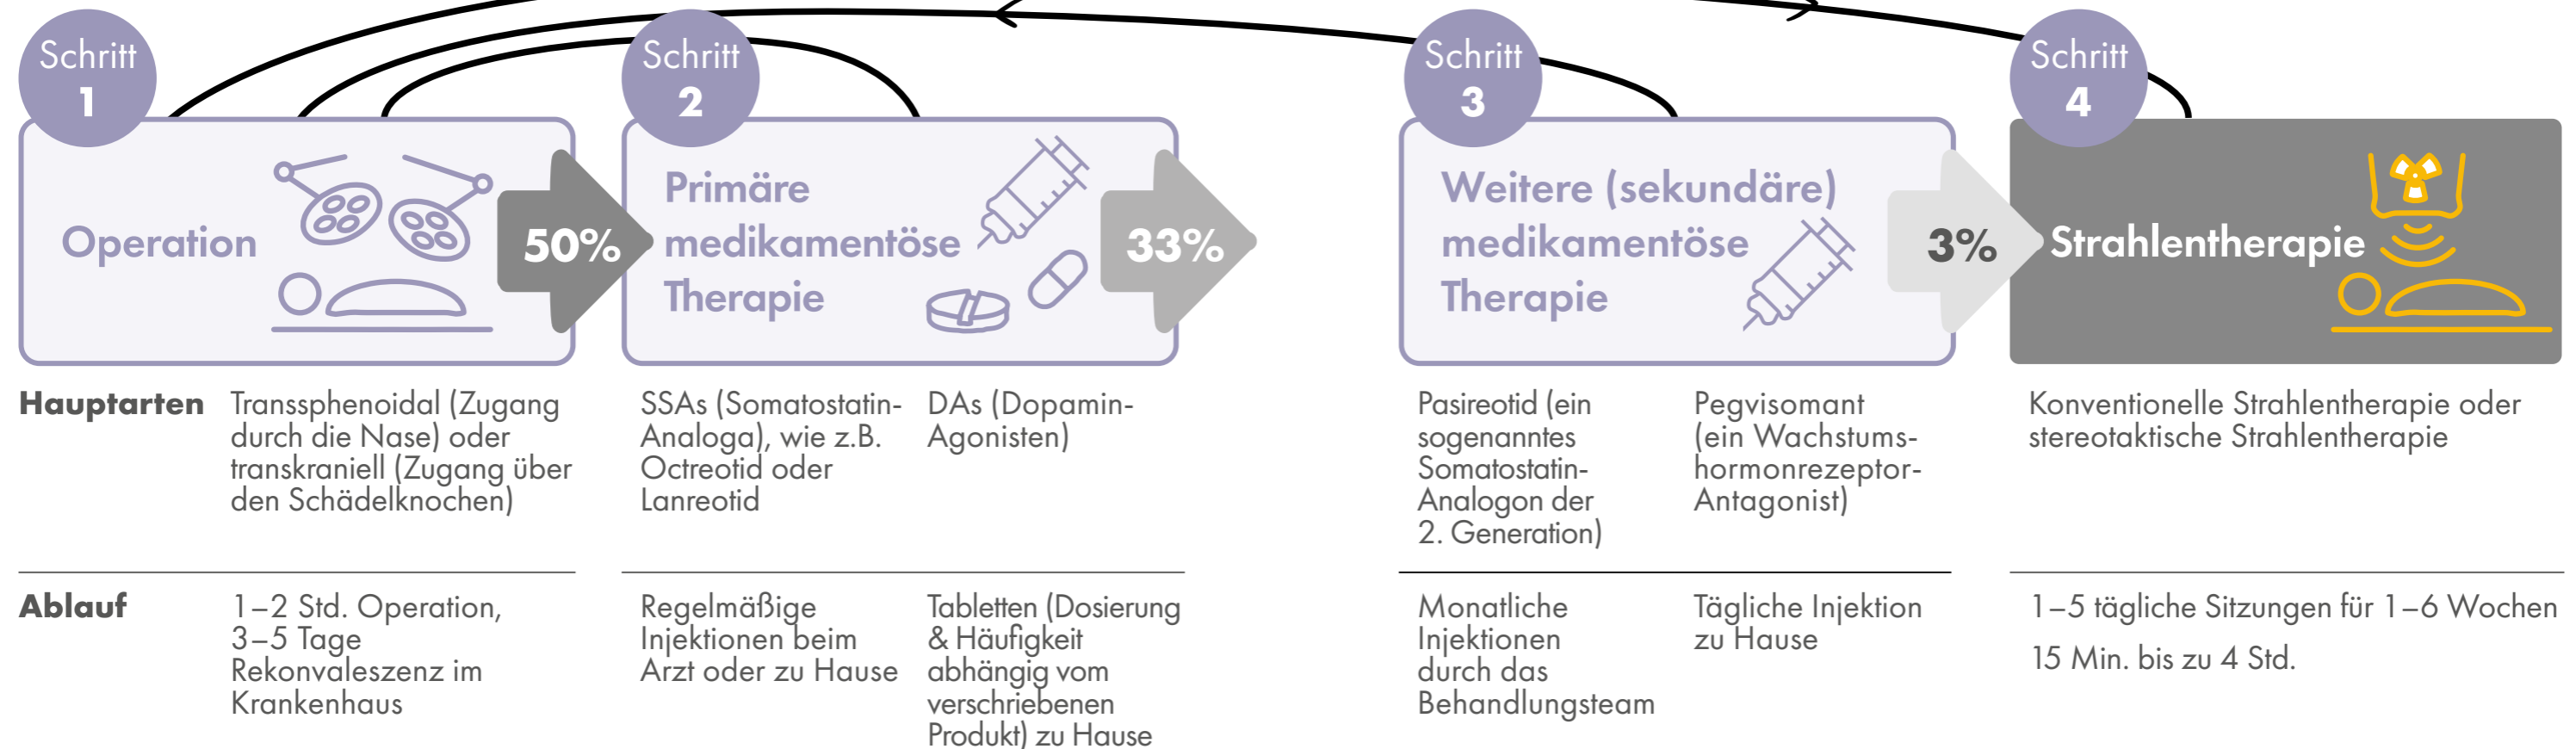 Schritt
1
Operation
50%
Schritt
2
Primäre
medikamentöse
Therapie
33%
Schritt
3
Weitere (sekundäre)
medikamentöse
Therapie
3%
Schritt
4
Strahlentherapie
Hauptarten
Transsphenoidal (Zugang
durch die Nase) oder
transkraniell (Zugang über
den Schädelknochen)
SSAs (Somatostatin-
Analoga), wie z.B.
Octreotid oder
Lanreotid
DAs (Dopamin-
Agonisten)
Pasireotid (ein
sogenanntes
Somatostatin-
Analogon der
2. Generation)
Pegvisomant
(ein Wachstums-
hormonrezeptor-
Antagonist)
Konventionelle Strahlentherapie oder
stereotaktische Strahlentherapie
Ablauf
1–2 Std. Operation,
3–5 Tage
Rekonvaleszenz im
Krankenhaus
Regelmäßige
Injektionen beim
Arzt oder zu Hause
Tabletten (Dosierung
& Häufigkeit
abhängig vom
verschriebenen
Produkt) zu Hause
Monatliche
Injektionen
durch das
Behandlungsteam
Tägliche Injektion
zu Hause
1–5 tägliche Sitzungen für 1–6 Wochen
15 Min. bis zu 4 Std.